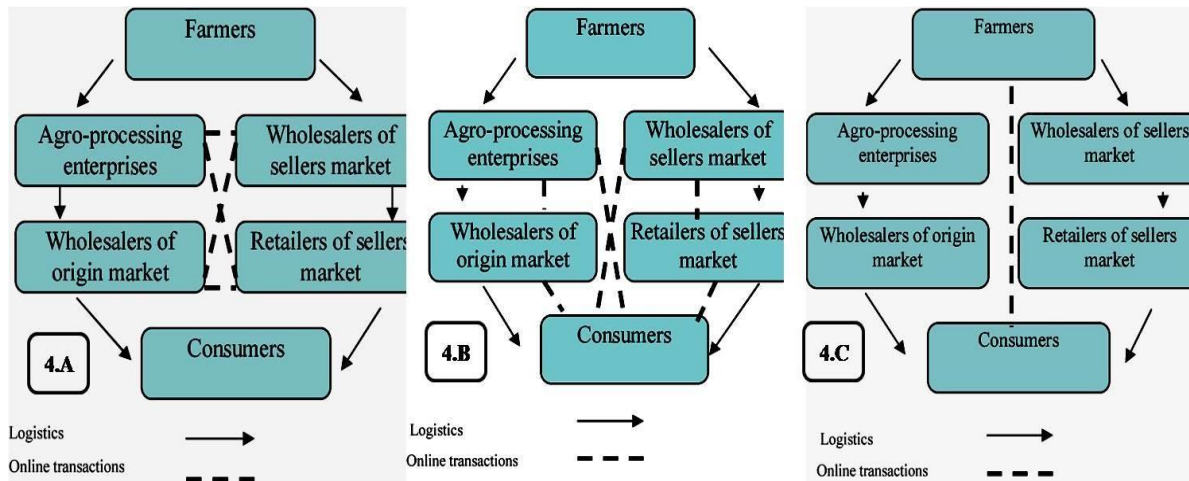 Farmers
Agro-processing
enterprises
Wholesalers of
sellers market
Wholesalers of
origin market
Retailers of sellers
market
4.A
Consumers
Logistics
Online transactions
Farmers
Agro-processing
enterprises
Wholesalers of
sellers market
Wholesalers of
origin market
Retailers of sellers
market
4.B
Consumers
Logistics
Online transactions
Farmers
Agro-processing
enterprises
Wholesalers of sellers
market
Wholesalers of origin
market
Retailers of sellers
market
4.C
Consumers
Logistics
Online transactions